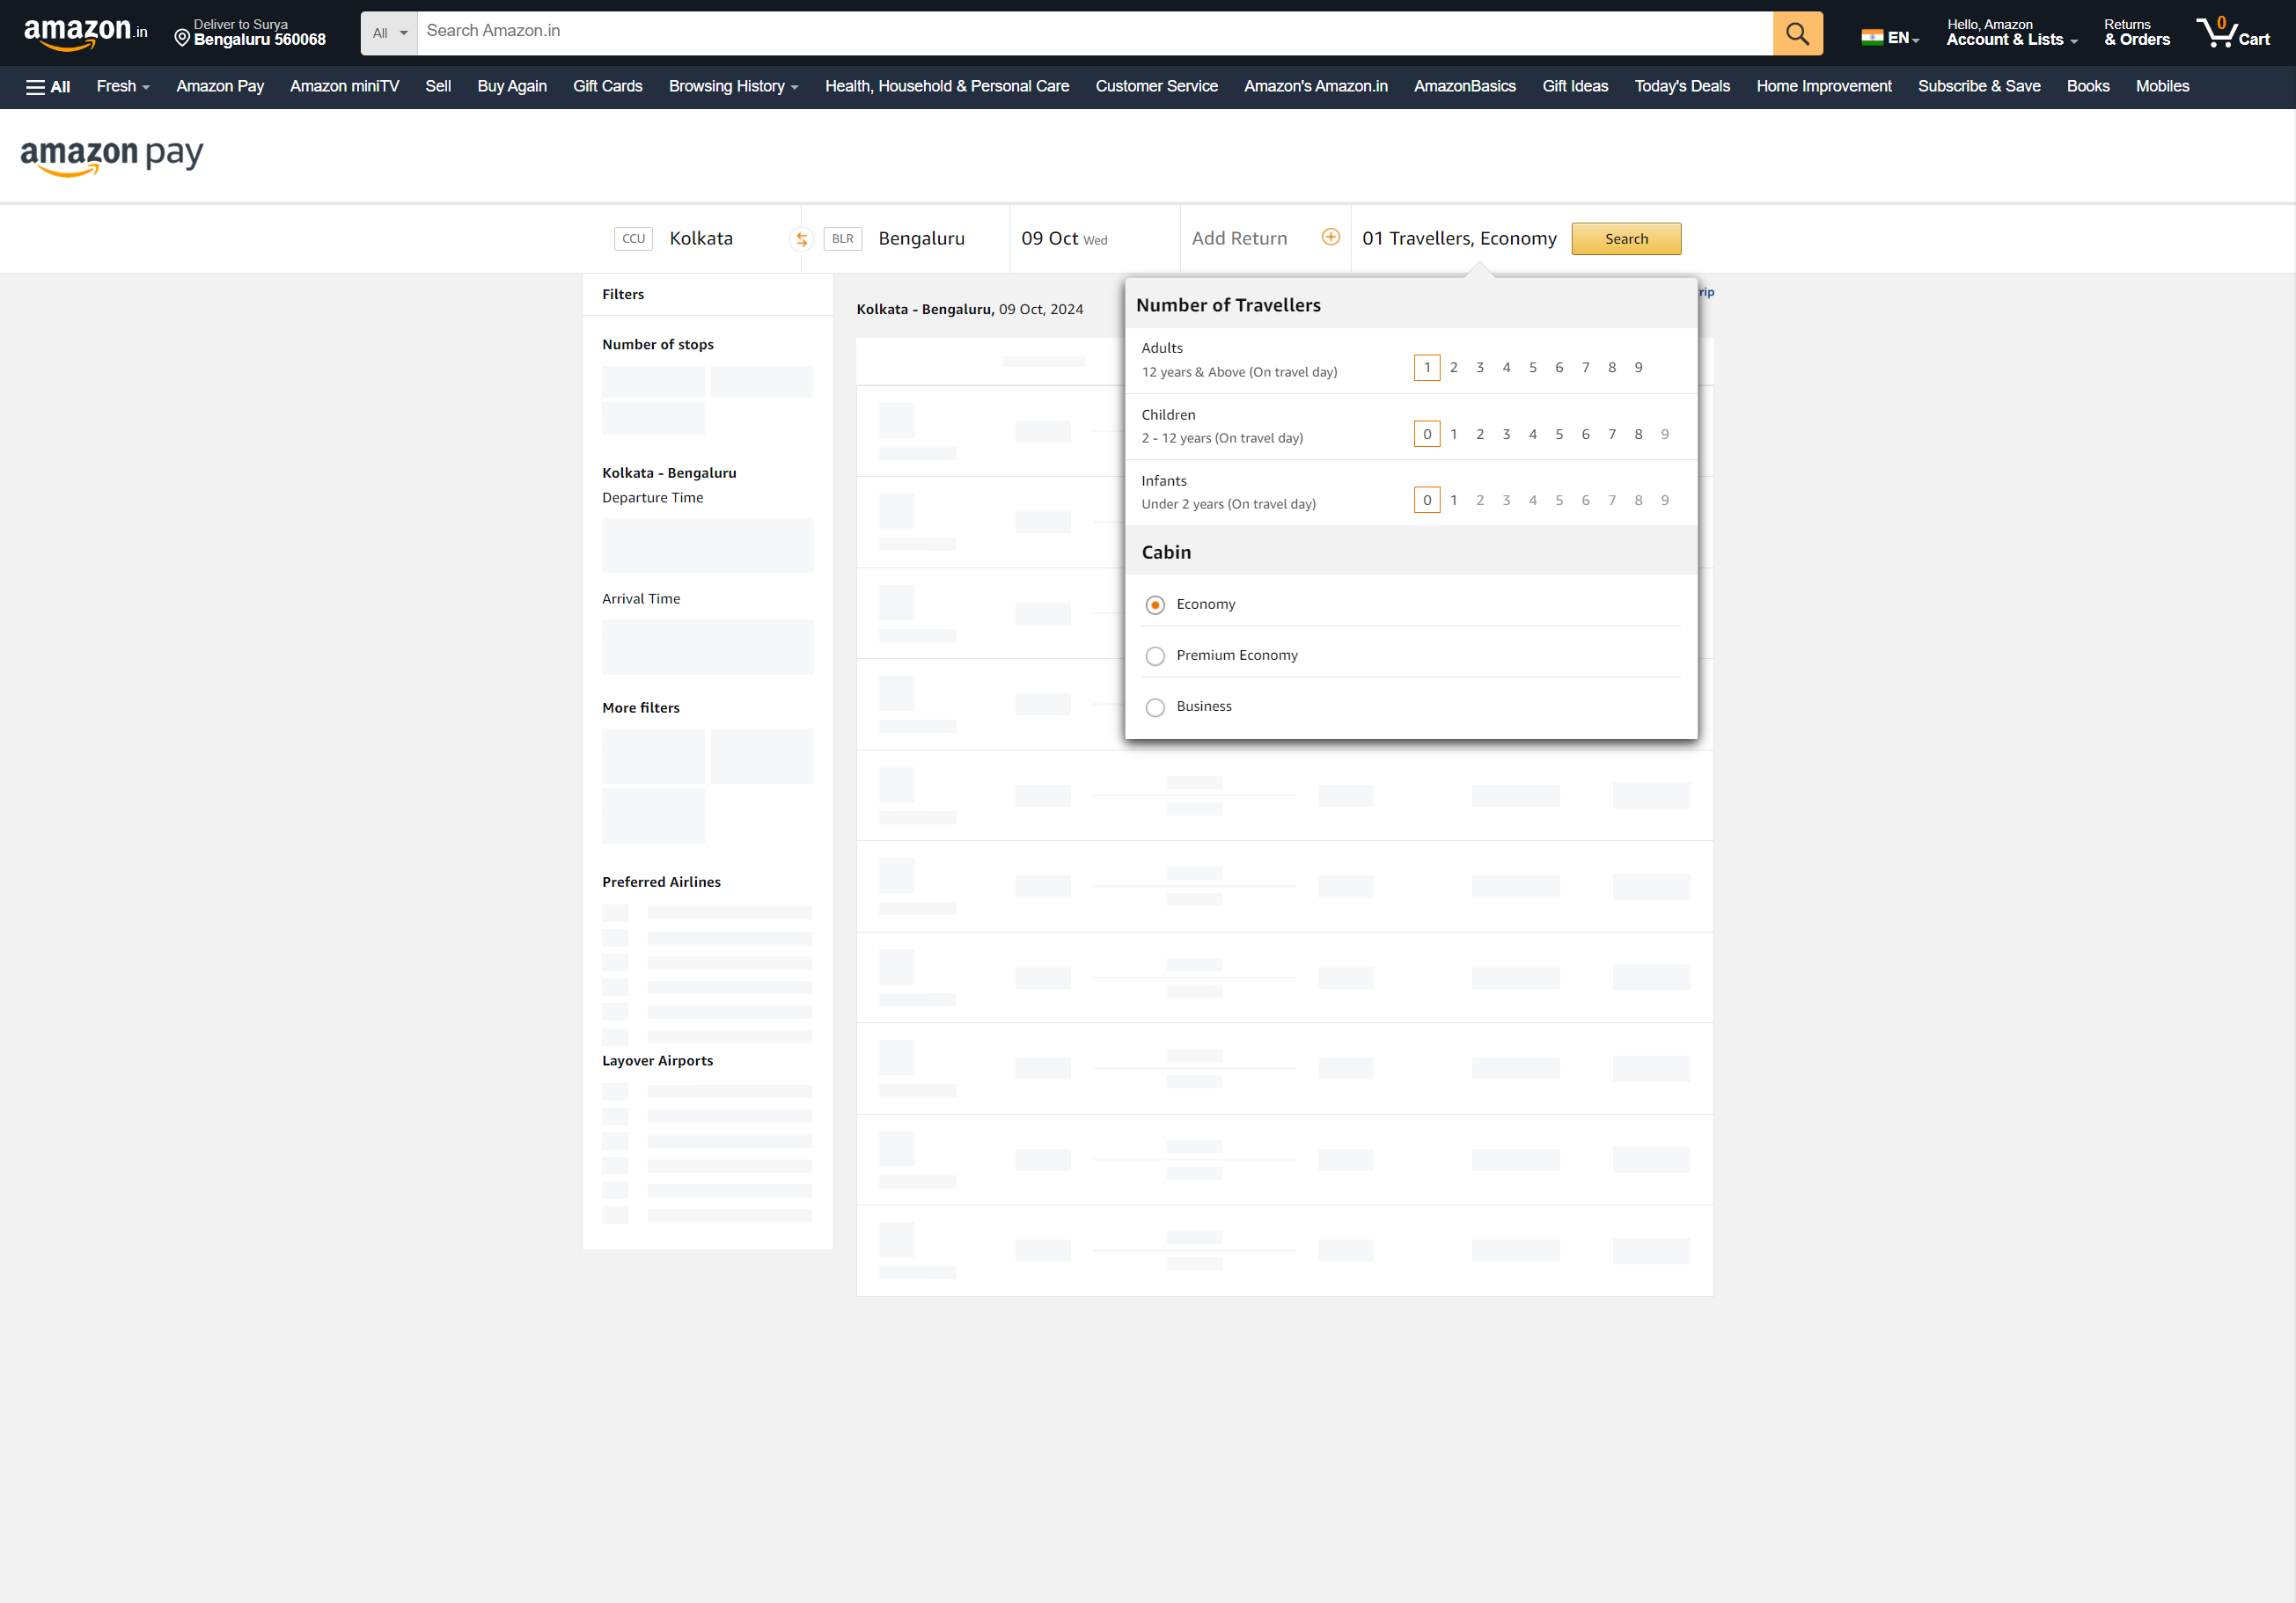 amazon.in
Deliver to Surya
Bengaluru 560068
All
Search Amazon.in
EN
Hello, Amazon
Account & Lists
Returns
& Orders
0
Cart
All
Fresh
Amazon Pay
Amazon miniTV
Sell
Buy Again
Gift Cards
Browsing History
Health, Household & Personal Care
Customer Service
Amazon's Amazon.in
AmazonBasics
Gift Ideas
Today's Deals
Home Improvement
Subscribe & Save
Books
Mobiles
amazon pay
CCU Kolkata
BLR Bengaluru
09 Oct Wed
Add Return
01 Travellers, Economy
Search
Filters
Number of stops
Kolkata - Bengaluru
Departure Time
Arrival Time
More filters
Preferred Airlines
Layover Airports
Kolkata - Bengaluru, 09 Oct, 2024
rip
Number of Travellers
Adults
12 years & Above (On travel day)
1 2 3 4 5 6 7 8 9
Children
2 - 12 years (On travel day)
0 1 2 3 4 5 6 7 8 9
Infants
Under 2 years (On travel day)
0 1 2 3 4 5 6 7 8 9
Cabin
Economy
Premium Economy
Business